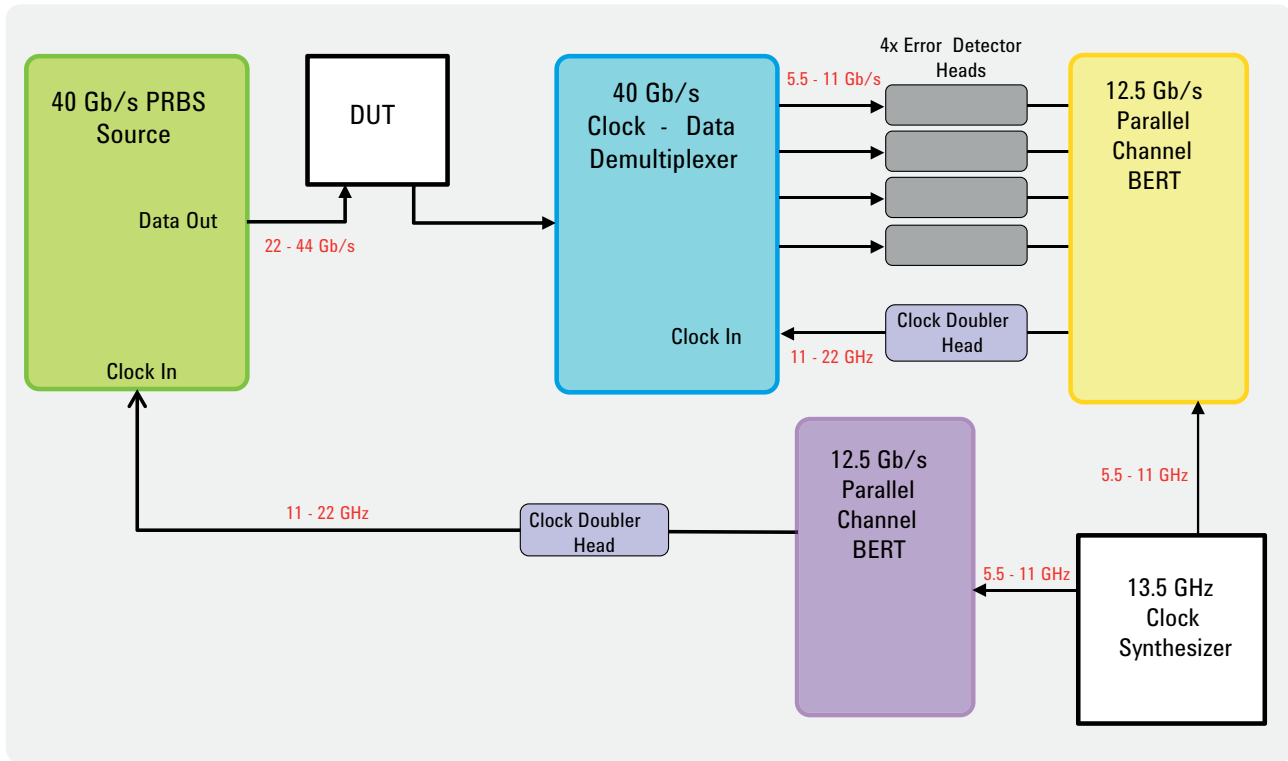 40 Gb/s PRBS
Source
Data Out
Clock In
22 - 44 Gb/s
DUT
40 Gb/s
Clock - Data
Demultiplexer
Clock In
5.5 - 11 Gb/s
4x Error Detector
Heads
12.5 Gb/s
Parallel
Channel
BERT
Clock Doubler
Head
11 - 22 GHz
5.5 - 11 GHz
12.5 Gb/s
Parallel
Channel
BERT
11 - 22 GHz
Clock Doubler
Head
5.5 - 11 GHz
13.5 GHz
Clock
Synthesizer